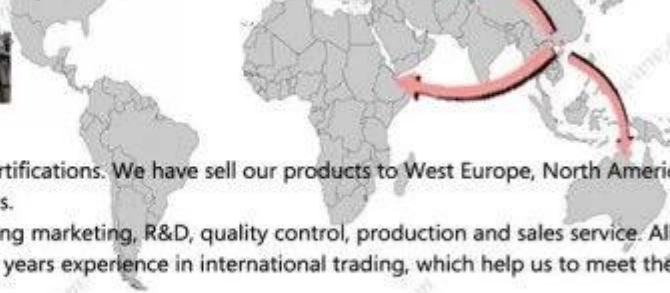 rtifications. We have sell our products to West Europe, North Americ
s.
ng marketing, R&D, quality control, production and sales service. All
years experience in international trading, which help us to meet the